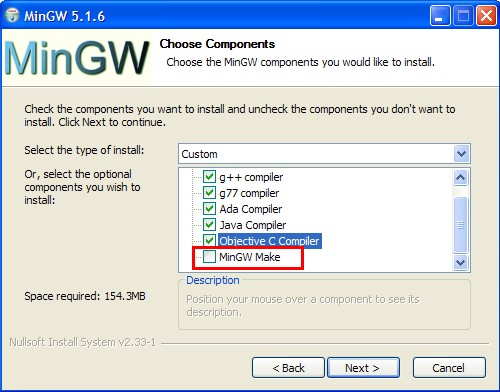 MinGW 5.1.6
MinGW
Choose Components
Choose the MinGW components you would like to install.
Check the components you want to install and uncheck the components you don't want to
install. Click Next to continue.
Select the type of install:
Custom
Or, select the optional
components you wish to
install:
g++ compiler
g77 compiler
Ada Compiler
Java Compiler
Objective C Compiler
MinGW Make
Space required: 154.3MB
Description
Position your mouse over a component to see its
description.
Nullsoft Install System v2.33-1
< Back
Next >
Cancel